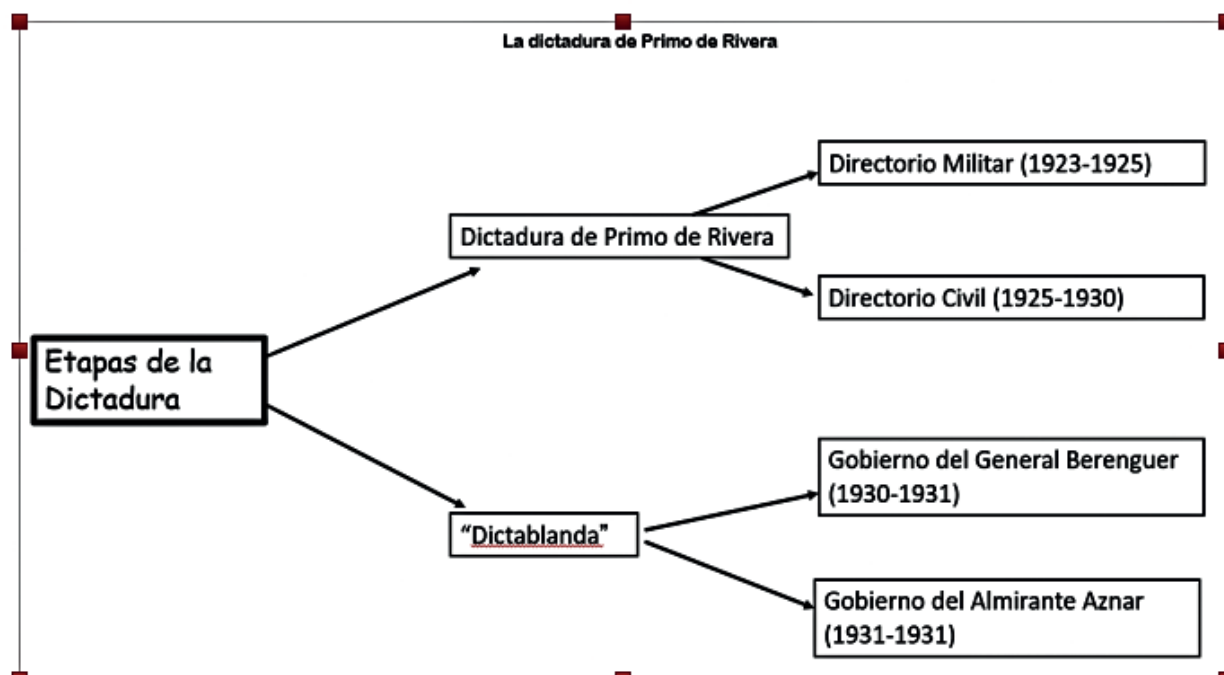 La dictadura de Primo de Rivera
Directorio Militar (1923-1925)
Dictadura de Primo de Rivera
Directorio Civil (1925-1930)
Etapas de la
Dictadura
Gobierno del General Berenguer
(1930-1931)
“Dictablanda”
Gobierno del Almirante Aznar
(1931-1931)